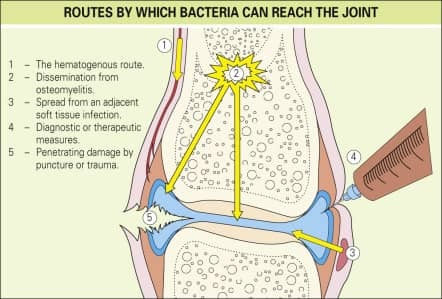 ROUTES BY WHICH BACTERIA CAN REACH THE JOINT
1 – The hematogenous route.
2 – Dissemination from
osteomyelitis.
3 – Spread from an adjacent
soft tissue infection.
4 – Diagnostic or therapeutic
measures.
5 – Penetrating damage by
puncture or trauma.
1
2
4
5
3